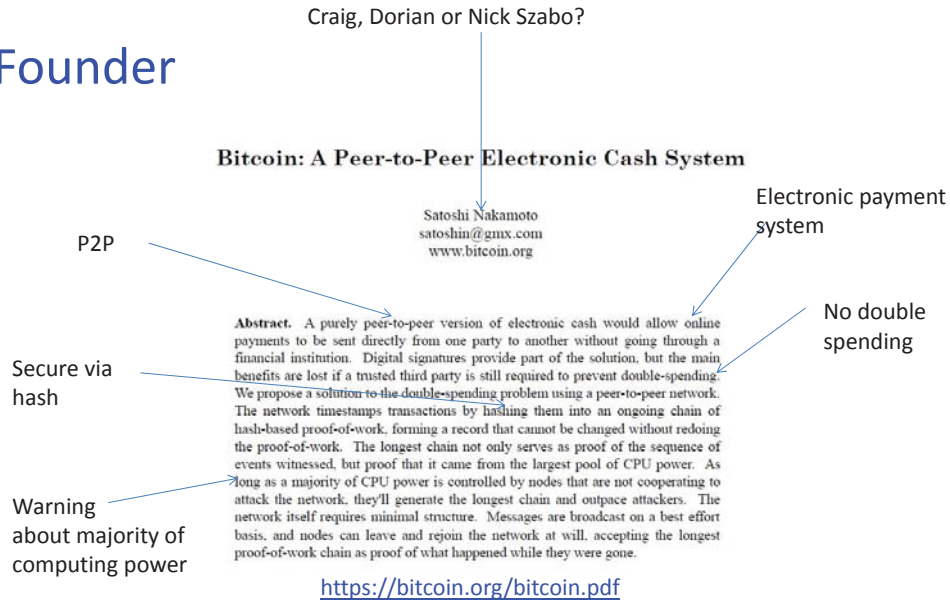 Craig, Dorian or Nick Szabo?
Founder
Bitcoin: A Peer-to-Peer Electronic Cash System
Satoshi Nakamoto
satoshin@gmx.com
www.bitcoin.org
Electronic payment
system
P2P
No double
spending
Secure via
hash
Warning
about majority of
computing power
Abstract. A purely peer-to-peer version of electronic cash would allow online
payments to be sent directly from one party to another without going through a
financial institution. Digital signatures provide part of the solution, but the main
benefits are lost if a trusted third party is still required to prevent double-spending.
We propose a solution to the double-spending problem using a peer-to-peer network.
The network timestamps transactions by hashing them into an ongoing chain of
hash-based proof-of-work, forming a record that cannot be changed without redoing
the proof-of-work. The longest chain not only serves as proof of the sequence of
events witnessed, but proof that it came from the largest pool of CPU power. As
long as a majority of CPU power is controlled by nodes that are not cooperating to
attack the network, they'll generate the longest chain and outpace attackers. The
network itself requires minimal structure. Messages are broadcast on a best effort
basis, and nodes can leave and rejoin the network at will, accepting the longest
proof-of-work chain as proof of what happened while they were gone.
https://bitcoin.org/bitcoin.pdf